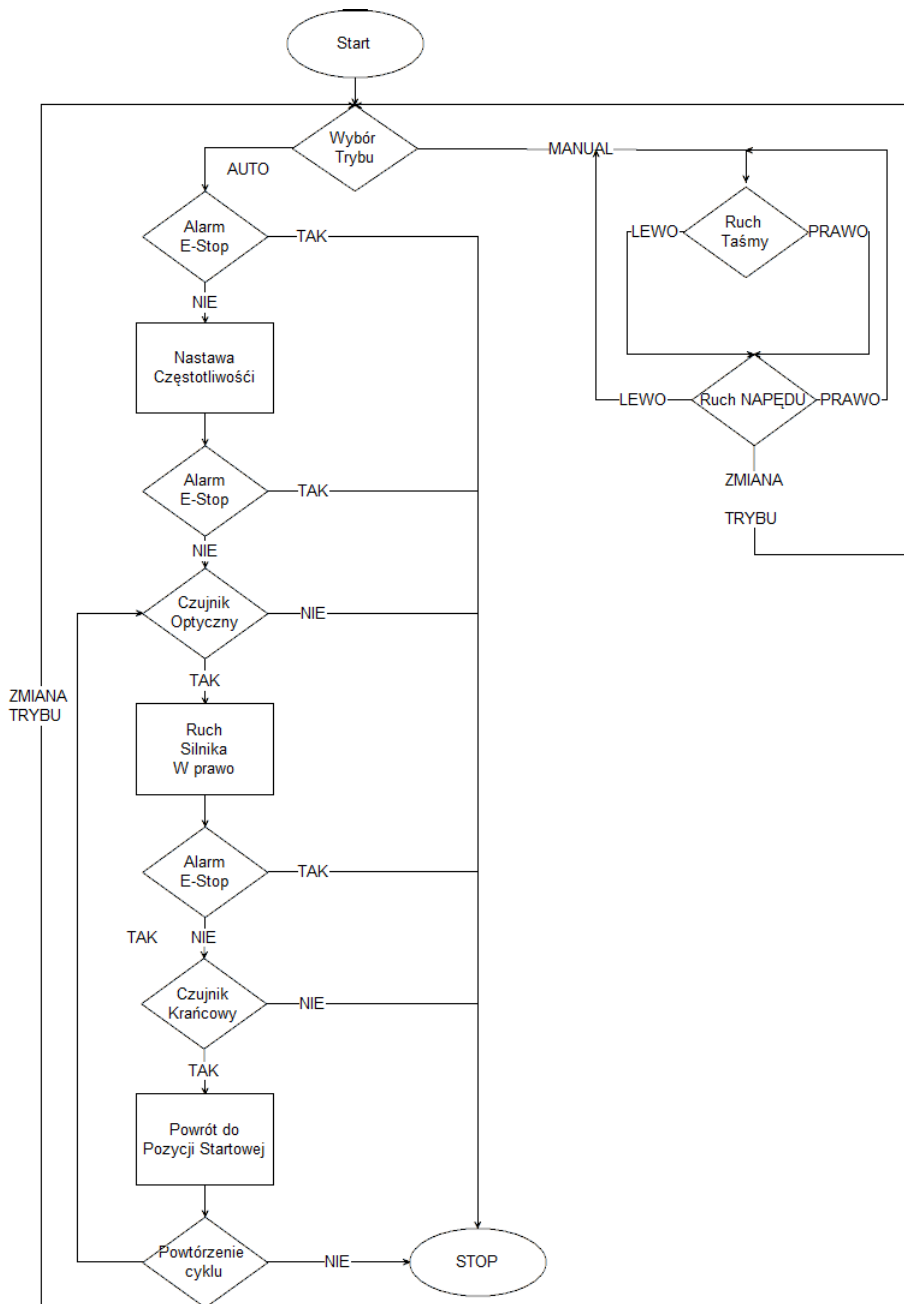 Start
Wybór
Trybu
AUTO
MANUAL
Alarm
E-Stop
TAK
LEWO
Ruch
Taśmy
PRAWO
NIE
Nastawa
Częstotliwośći
LEWO
Ruch NAPĘDU
PRAWO
Alarm
E-Stop
TAK
ZMIANA
TRYBU
NIE
Czujnik
Optyczny
NIE
TAK
ZMIANA
TRYBU
Ruch
Silnika
W prawo
Alarm
E-Stop
TAK
TAK
NIE
Czujnik
Krańcowy
NIE
TAK
Powrót do
Pozycji Startowej
Powtórzenie
cyklu
NIE
STOP